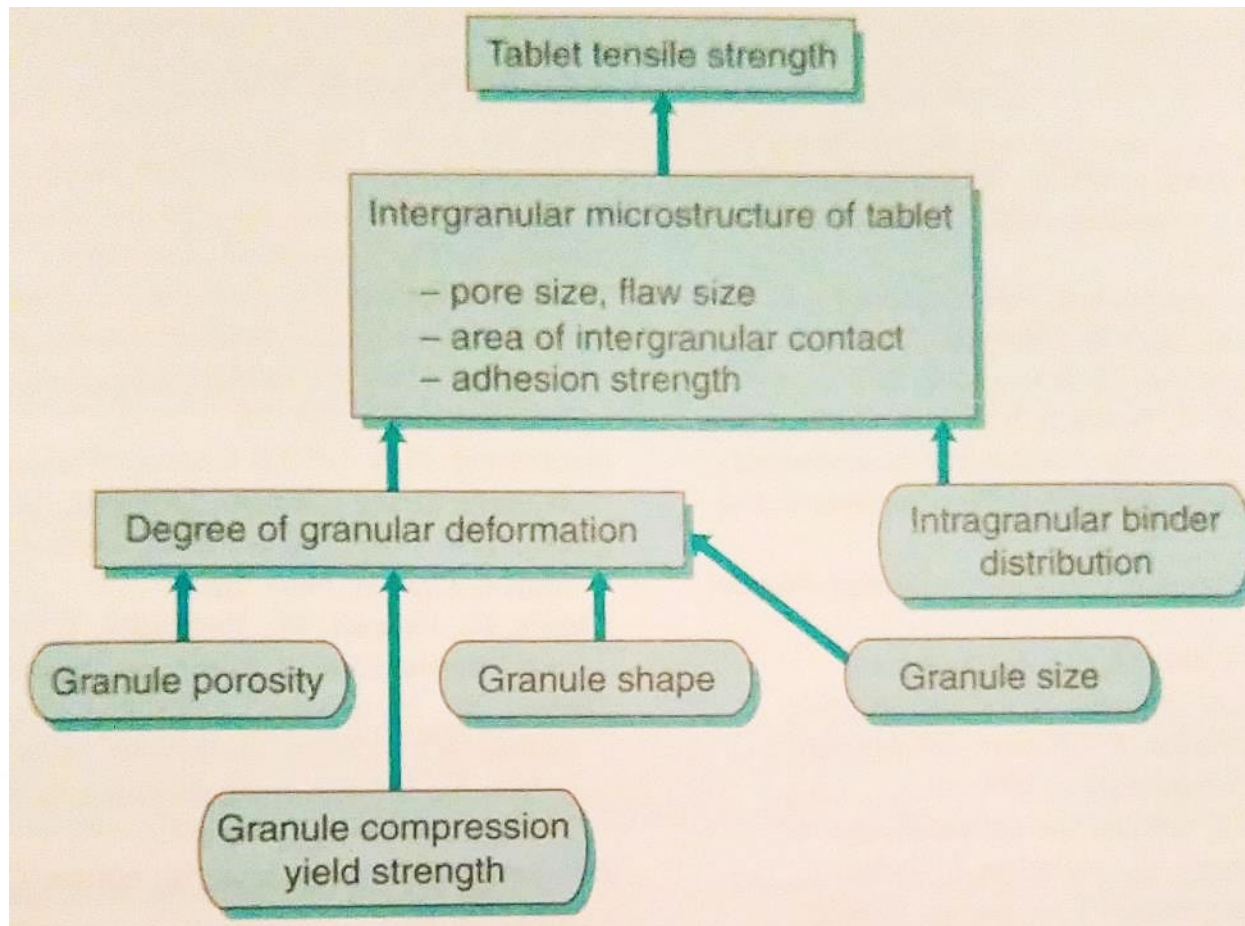 Tablet tensile strength
Intergranular microstructure of tablet
– pore size, flaw size
– area of intergranular contact
– adhesion strength
Degree of granular deformation
Intragranular binder
distribution
Granule porosity
Granule shape
Granule size
Granule compression
yield strength